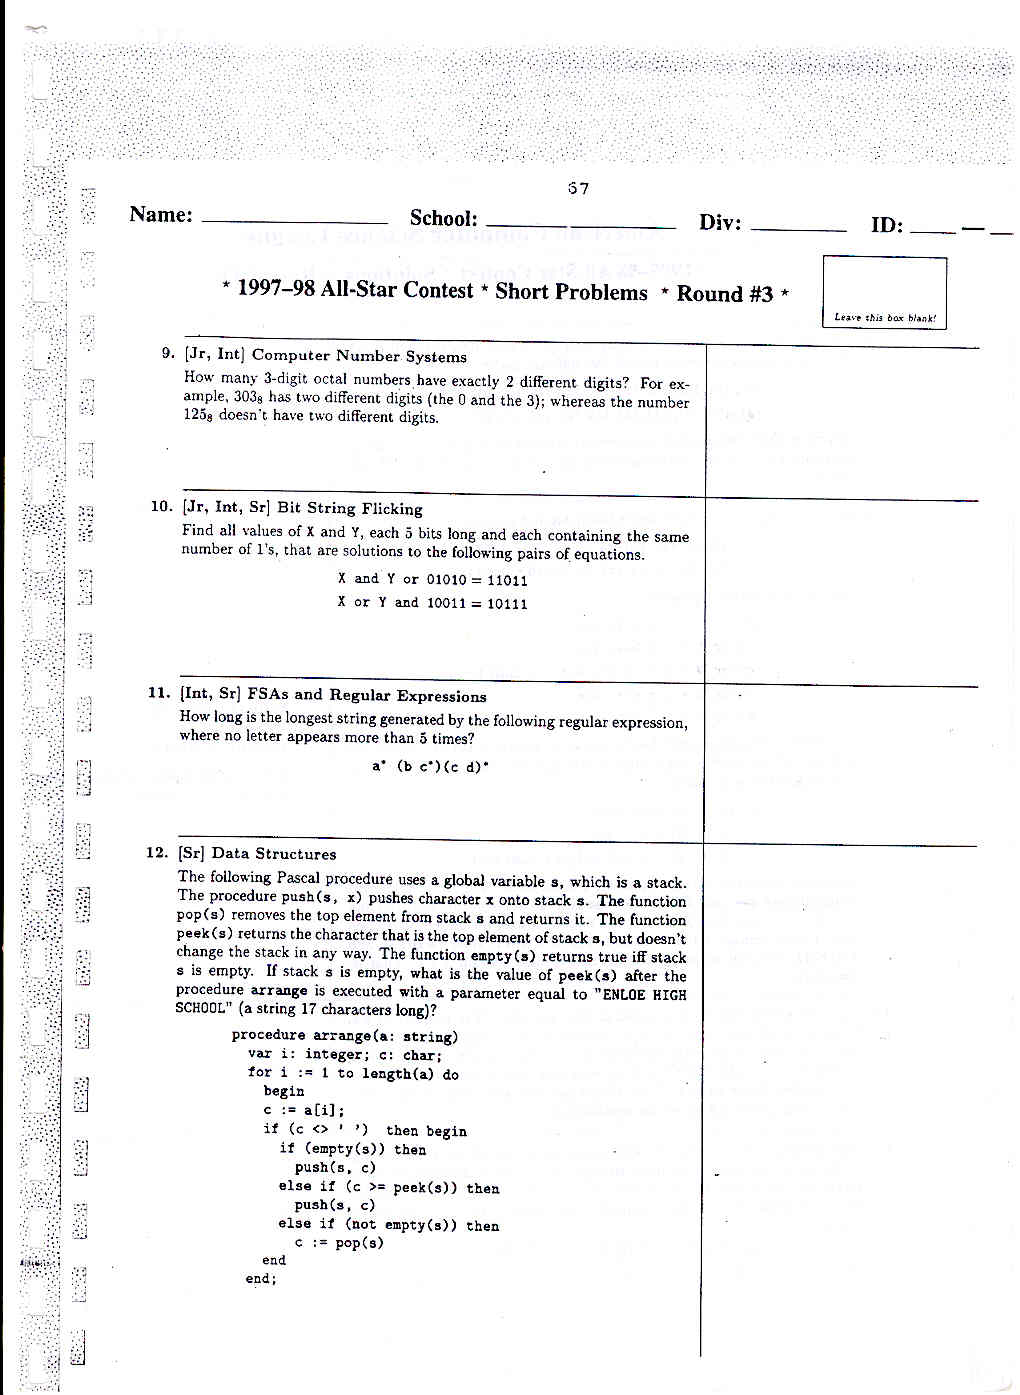 67
Name: School: Div: ID: —
* 1997–98 All-Star Contest * Short Problems * Round #3 *
Leave this box blank!
9. [Jr, Int] Computer Number Systems
How many 3-digit octal numbers have exactly 2 different digits? For ex-
ample, 303₈ has two different digits (the 0 and the 3); whereas the number
125₈ doesn't have two different digits.
10. [Jr, Int, Sr] Bit String Flicking
Find all values of X and Y, each 5 bits long and each containing the same
number of 1's, that are solutions to the following pairs of equations.
X and Y or 01010 = 11011
X or Y and 10011 = 10111
11. [Int, Sr] FSAs and Regular Expressions
How long is the longest string generated by the following regular expression,
where no letter appears more than 5 times?
a* (b c*)(c d)*
12. [Sr] Data Structures
The following Pascal procedure uses a global variable s, which is a stack.
The procedure push(s, x) pushes character x onto stack s. The function
pop(s) removes the top element from stack s and returns it. The function
peek(s) returns the character that is the top element of stack s, but doesn't
change the stack in any way. The function empty(s) returns true iff stack
s is empty. If stack s is empty, what is the value of peek(s) after the
procedure arrange is executed with a parameter equal to "ENLOE HIGH
SCHOOL" (a string 17 characters long)?
procedure arrange(a: string)
var i: integer; c: char;
for i := 1 to length(a) do
begin
c := a[i];
if (c <> ' ') then begin
if (empty(s)) then
push(s, c)
else if (c >= peek(s)) then
push(s, c)
else if (not empty(s)) then
c := pop(s)
end
end;